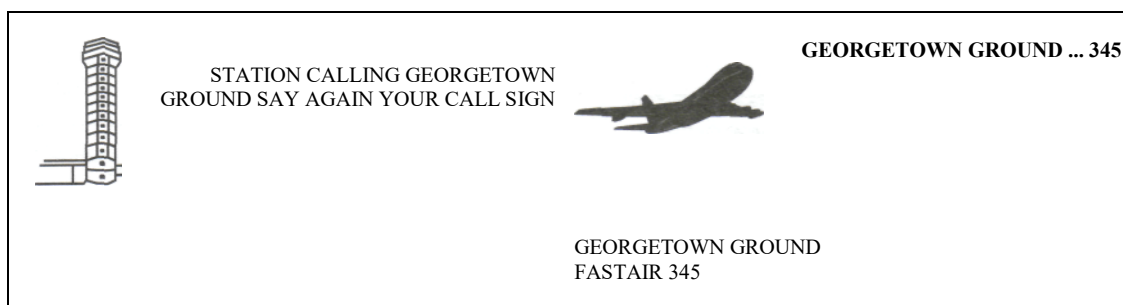 GEORGETOWN GROUND ... 345
STATION CALLING GEORGETOWN
GROUND SAY AGAIN YOUR CALL SIGN
GEORGETOWN GROUND
FASTAIR 345